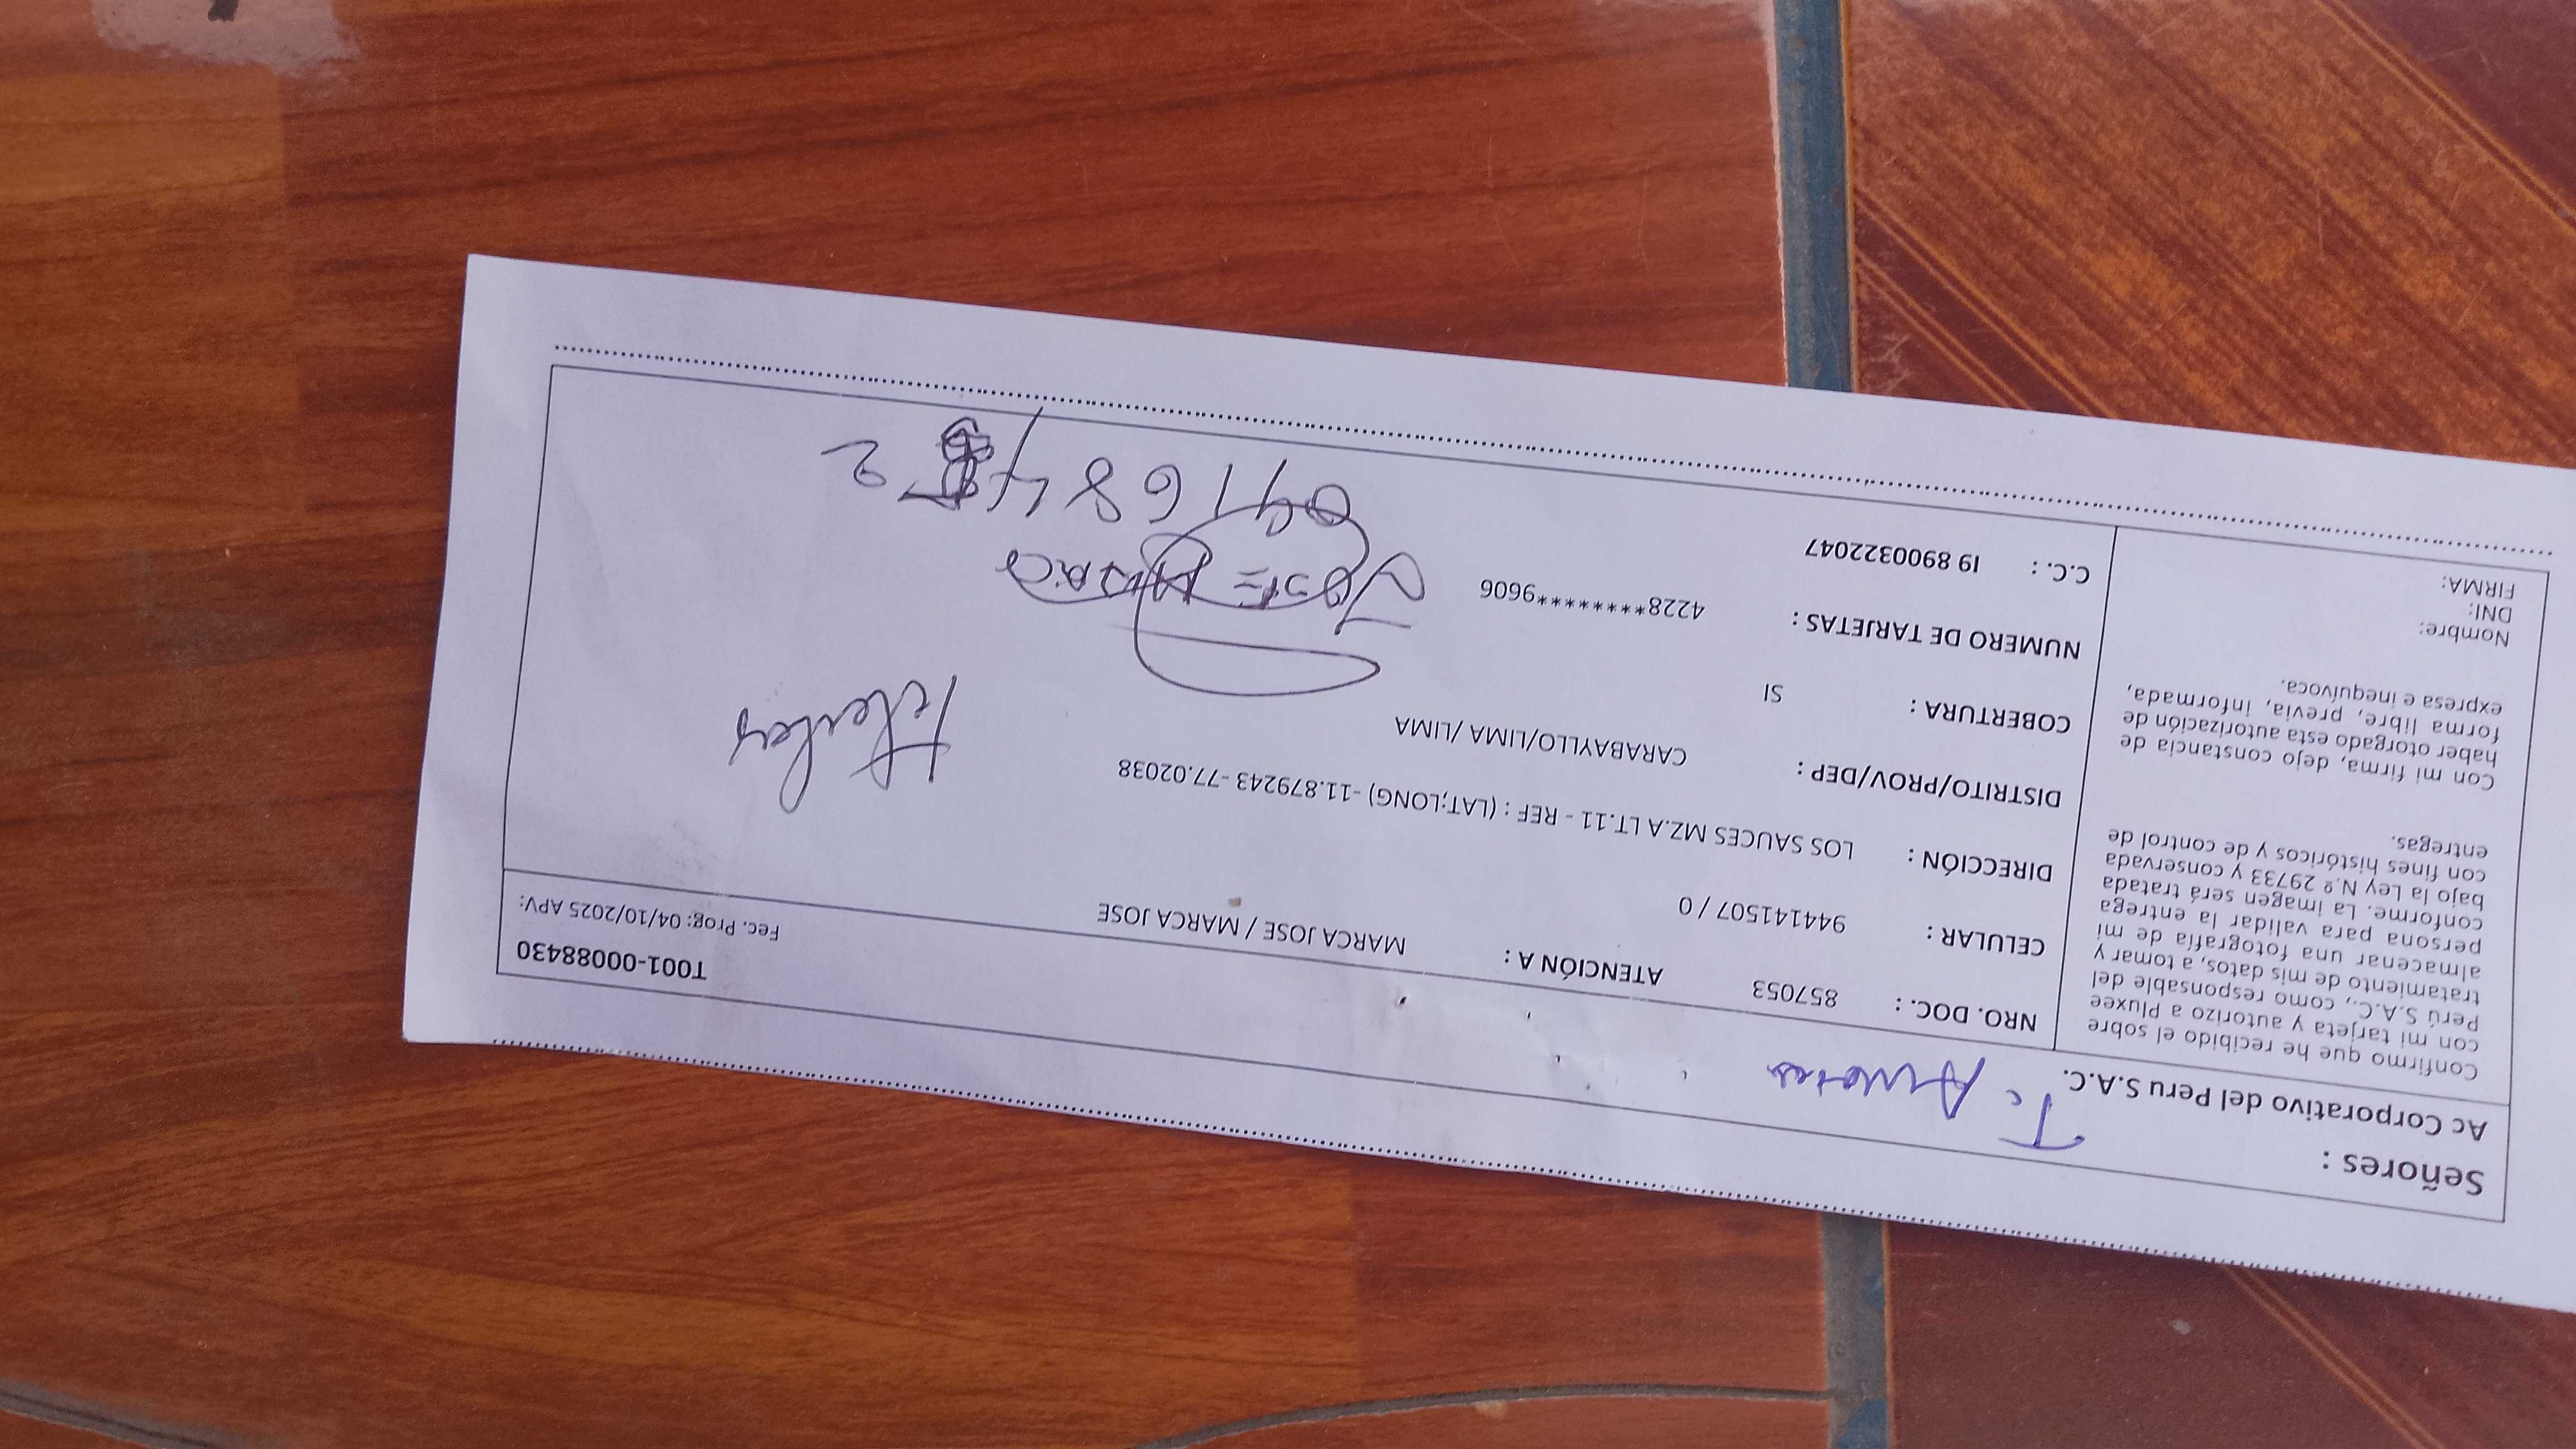 Señores :
Ac Corporativo del Peru S.A.C.
T001-00088430
Fec. Prog: 04/10/2025 APV:
Confirmo que he recibido el sobre
con mi tarjeta y autorizo a Pluxee
Perú S.A.C., como responsable del
tratamiento de mis datos, a tomar y
almacenar una fotografía de mi
persona para validar la entrega
conforme. La imagen será tratada
bajo la Ley N.º 29733 y conservada
con fines históricos y de control de
entregas.
Con mi firma, dejo constancia de
haber otorgado esta autorización de
forma libre, previa, informada,
expresa e inequívoca.
Nombre:
DNI:
FIRMA:
NRO. DOC. : 857053 ATENCIÓN A : MARCA JOSE / MARCA JOSE
CELULAR : 944141507 / 0
DIRECCIÓN : LOS SAUCES MZ.A LT.11 - REF : (LAT;LONG) -11.879243 -77.02038
DISTRITO/PROV/DEP : CARABAYLLO/LIMA /LIMA
COBERTURA : SI
NUMERO DE TARJETAS : 4228*********9606
C.C. : I9 8900322047